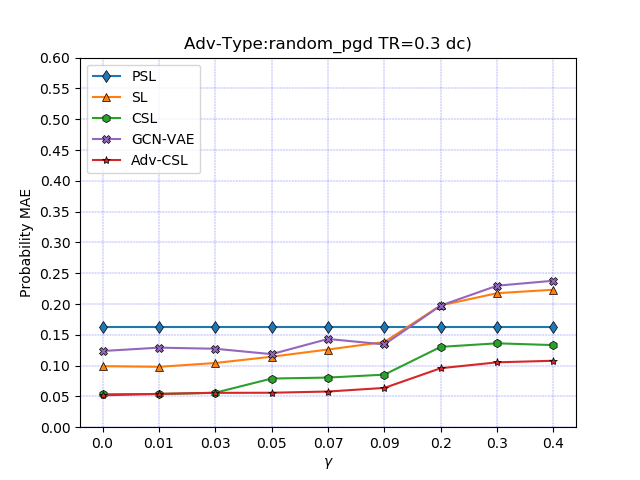 Adv-Type:random_pgd TR=0.3 dc)
Probability MAE
0.60
0.55
0.50
0.45
0.40
0.35
0.30
0.25
0.20
0.15
0.10
0.05
0.00
PSL
SL
CSL
GCN-VAE
Adv-CSL
0.0 0.01 0.03 0.05 0.07 0.09 0.2 0.3 0.4
γ